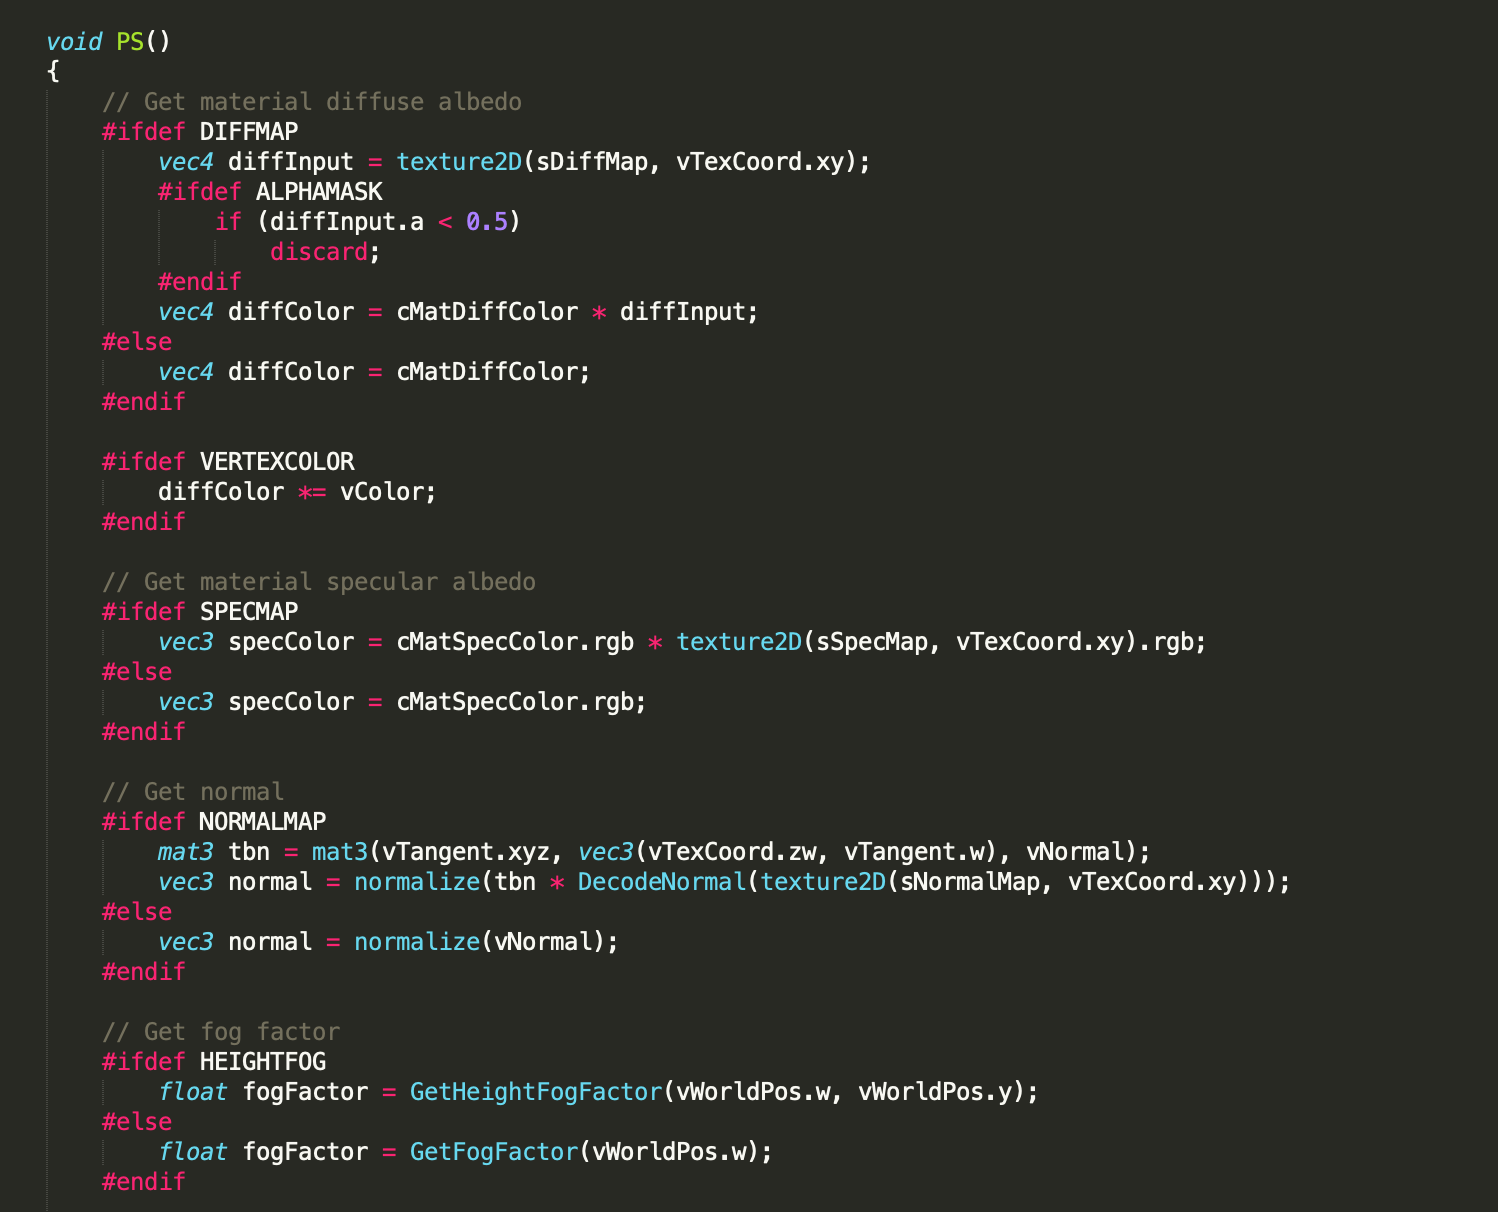 void PS()
{
    // Get material diffuse albedo
    #ifdef DIFFMAP
        vec4 diffInput = texture2D(sDiffMap, vTexCoord.xy);
        #ifdef ALPHAMASK
            if (diffInput.a < 0.5)
                discard;
        #endif
        vec4 diffColor = cMatDiffColor * diffInput;
    #else
        vec4 diffColor = cMatDiffColor;
    #endif

    #ifdef VERTEXCOLOR
        diffColor *= vColor;
    #endif

    // Get material specular albedo
    #ifdef SPECMAP
        vec3 specColor = cMatSpecColor.rgb * texture2D(sSpecMap, vTexCoord.xy).rgb;
    #else
        vec3 specColor = cMatSpecColor.rgb;
    #endif

    // Get normal
    #ifdef NORMALMAP
        mat3 tbn = mat3(vTangent.xyz, vec3(vTexCoord.zw, vTangent.w), vNormal);
        vec3 normal = normalize(tbn * DecodeNormal(texture2D(sNormalMap, vTexCoord.xy)));
    #else
        vec3 normal = normalize(vNormal);
    #endif

    // Get fog factor
    #ifdef HEIGHTFOG
        float fogFactor = GetHeightFogFactor(vWorldPos.w, vWorldPos.y);
    #else
        float fogFactor = GetFogFactor(vWorldPos.w);
    #endif